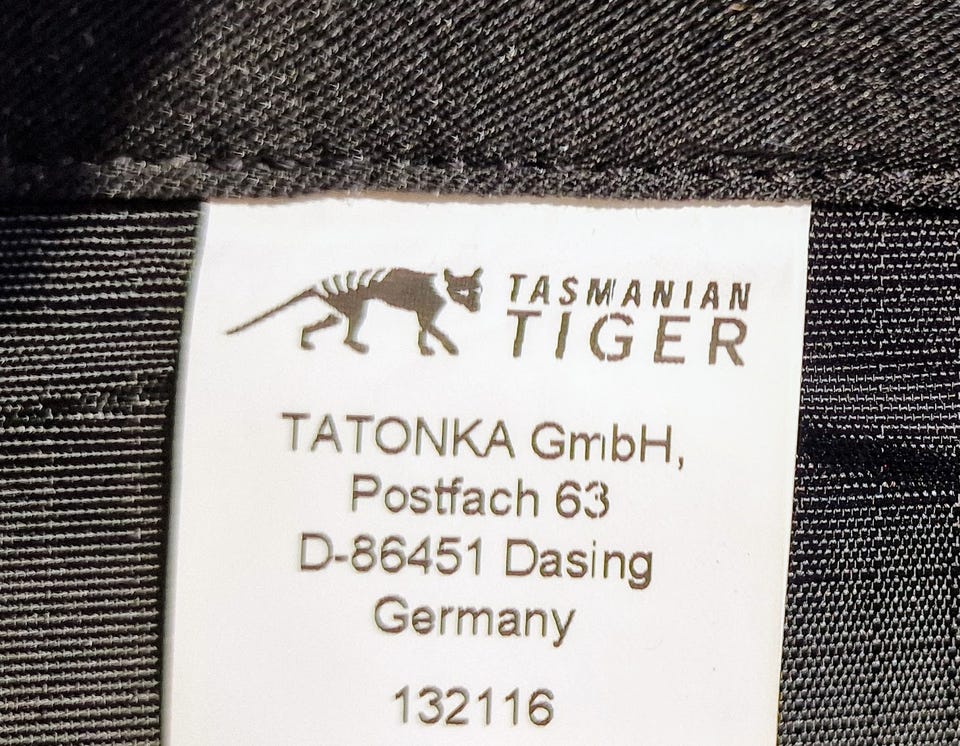 TASMANIAN
TIGER
TATONKA GmbH,
Postfach 63
D-86451 Dasing
Germany
132116